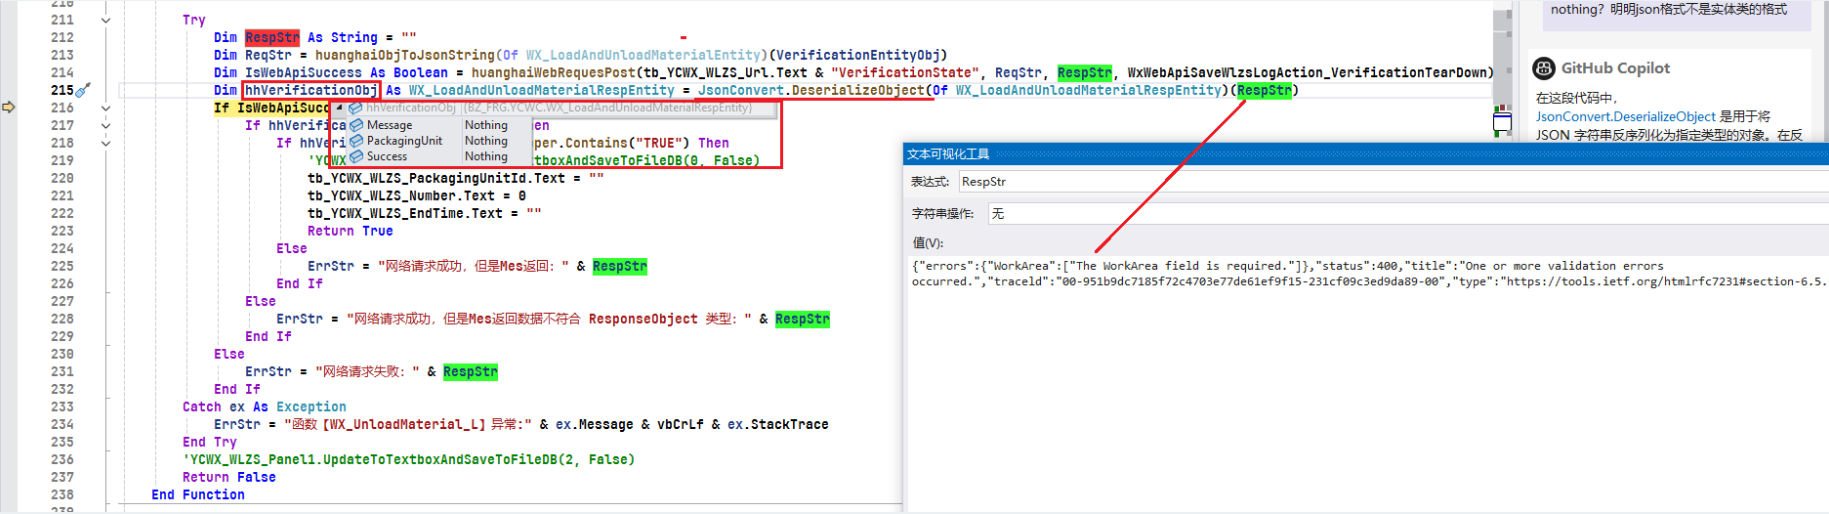 211 Try
212 Dim RespStr As String = ""
213 Dim ReqStr = huanghaiObjToJsonString(Of WX_LoadAndUnloadMaterialEntity)(VerificationEntityObj)
214 Dim IsWebApiSuccess As Boolean = huanghaiWebRequesPost(tb_YCWX_WLZS_Url.Text & "VerificationState", ReqStr, RespStr, WxWebApiSaveWlzsLogAction_VerificationTearDown)
215 Dim hhVerificationObj As WX_LoadAndUnloadMaterialRespEntity = JsonConvert.DeserializeObject(Of WX_LoadAndUnloadMaterialRespEntity)(RespStr)
216 If IsWebApiSucc
hhVerificationObj {BZ_FRG.YCWC.WX_LoadAndUnloadMaterialRespEntity}
217 If hhVerifica
Message Nothing
en
218 If hhVeri
PackagingUnit Nothing
per.Contains("TRUE") Then
219 'YCWX
Success Nothing
tboxAndSaveToFileDB(0, False)
220 tb_YCWX_WLZS_PackagingUnitId.Text = ""
221 tb_YCWX_WLZS_Number.Text = 0
222 tb_YCWX_WLZS_EndTime.Text = ""
223 Return True
224 Else
225 ErrStr = "网络请求成功，但是Mes返回：" & RespStr
226 End If
227 Else
228 ErrStr = "网络请求成功，但是Mes返回数据不符合 ResponseObject 类型：" & RespStr
229 End If
230 Else
231 ErrStr = "网络请求失败：" & RespStr
232 End If
233 Catch ex As Exception
234 ErrStr = "函数【WX_UnloadMaterial_L】异常:" & ex.Message & vbCrLf & ex.StackTrace
235 End Try
236 'YCWX_WLZS_Panel1.UpdateToTextboxAndSaveToFileDB(2, False)
237 Return False
238 End Function
239
nothing？明明json格式不是实体类的格式
GitHub Copilot
在这段代码中，
JsonConvert.DeserializeObject 是用于将
JSON 字符串反序列化为指定类型的对象。在反
文本可视化工具
表达式: RespStr
字符串操作: 无
值(V):
{"errors":{"WorkArea":["The WorkArea field is required."]},"status":400,"title":"One or more validation errors
occurred.","traceId":"00-951b9dc7185f72c4703e77de61ef9f15-231cf09c3ed9da89-00","type":"https://tools.ietf.org/htmlrfc7231#section-6.5.